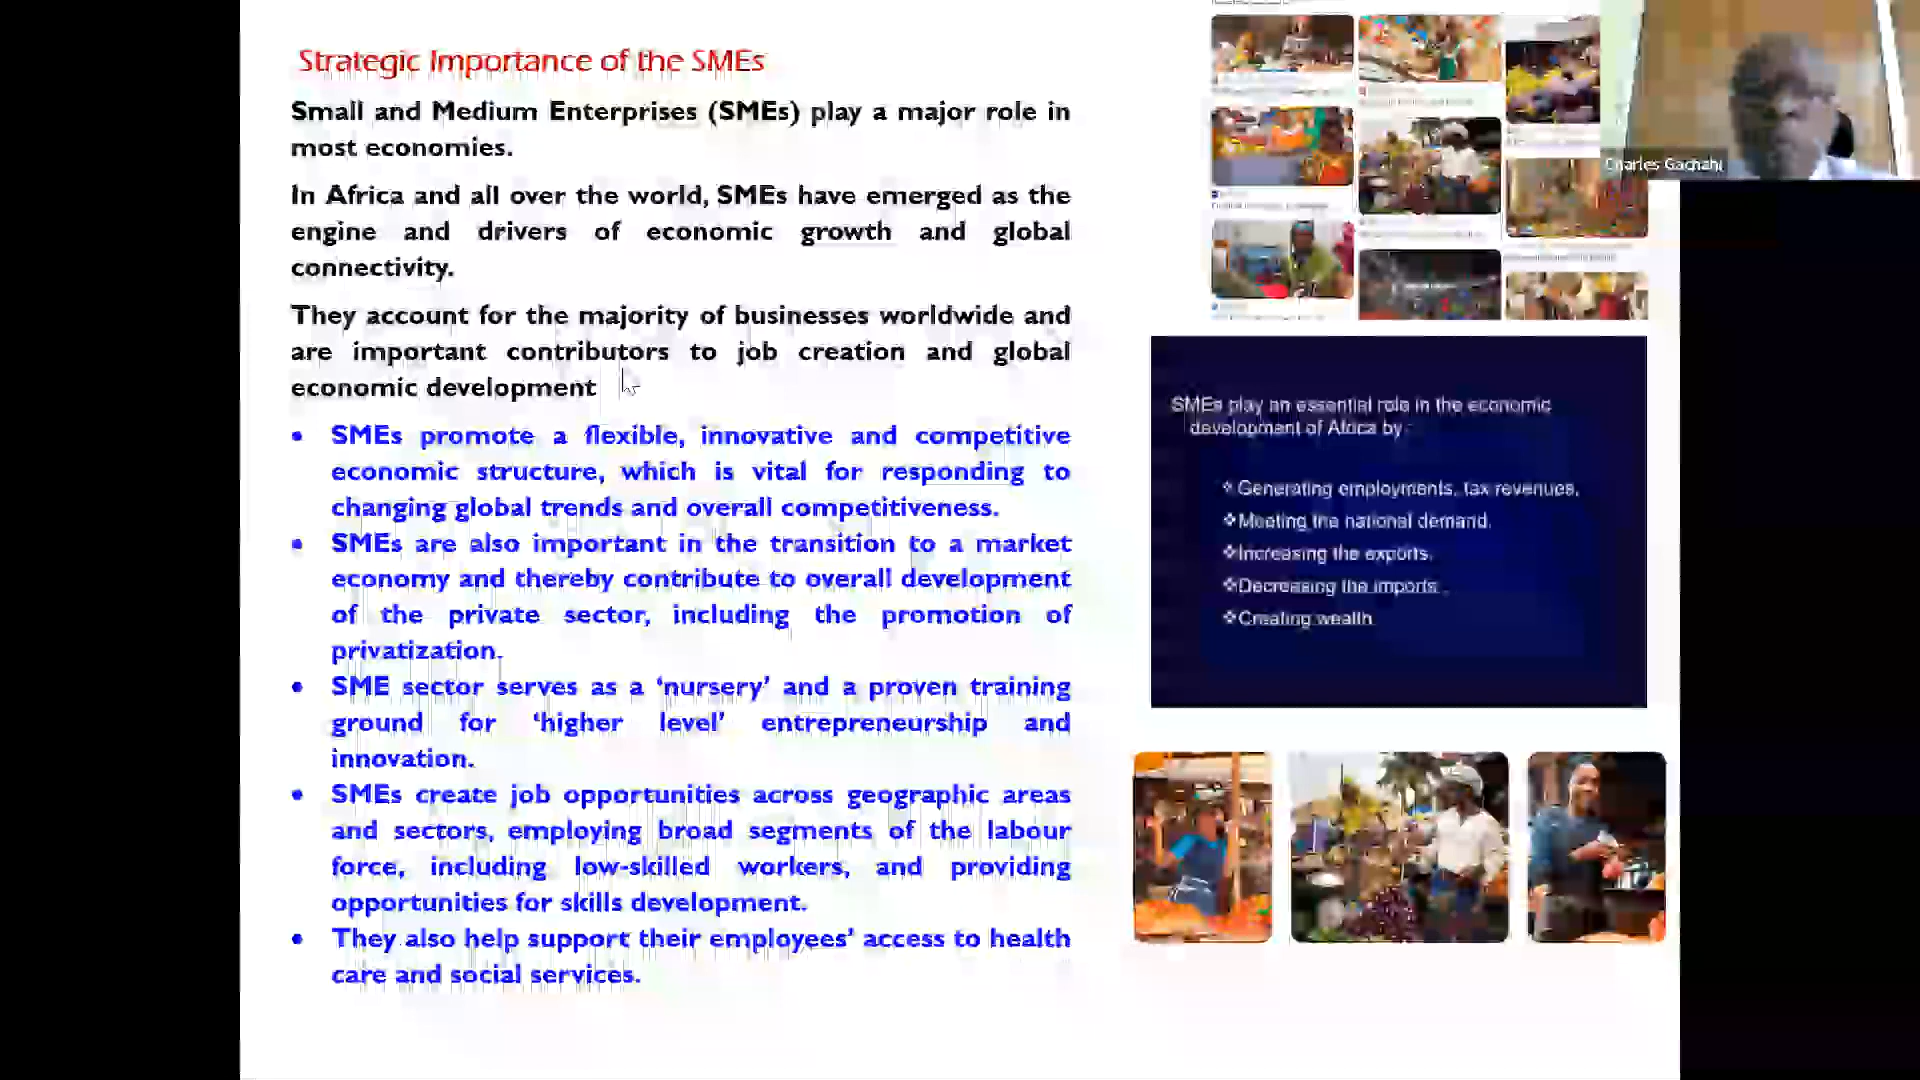 Strategic Importance of the SMEs
Small and Medium Enterprises (SMEs) play a major role in
most economies.
In Africa and all over the world, SMEs have emerged as the
engine and drivers of economic growth and global
connectivity.
They account for the majority of businesses worldwide and
are important contributors to job creation and global
economic development
• SMEs promote a flexible, innovative and competitive
economic structure, which is vital for responding to
changing global trends and overall competitiveness.
• SMEs are also important in the transition to a market
economy and thereby contribute to overall development
of the private sector, including the promotion of
privatization.
• SME sector serves as a ‘nursery’ and a proven training
ground for ‘higher level’ entrepreneurship and
innovation.
• SMEs create job opportunities across geographic areas
and sectors, employing broad segments of the labour
force, including low-skilled workers, and providing
opportunities for skills development.
• They also help support their employees’ access to health
care and social services.
Charles Gachahi
SMEs play an essential role in the economic
development of Africa by
❖Generating employments, tax revenues.
❖Meeting the national demand.
❖Increasing the exports.
❖Decreasing the imports.
❖Creating wealth